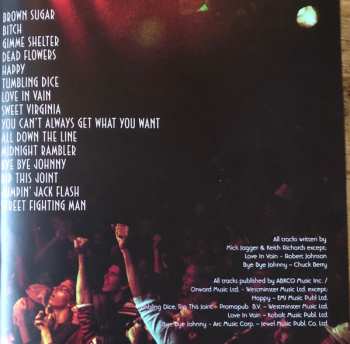 BROWN SUGAR
BITCH
GIMME SHELTER
DEAD FLOWERS
HAPPY
TUMBLING DICE
LOVE IN VAIN
SWEET VIRGINIA
YOU CAN'T ALWAYS GET WHAT YOU WANT
ALL DOWN THE LINE
MIDNIGHT RAMBLER
BYE BYE JOHNNY
RIP THIS JOINT
JUMPIN' JACK FLASH
STREET FIGHTING MAN
All tracks written by
Mick Jagger & Keith Richards except:
Love In Vain - Robert Johnson
Bye Bye Johnny - Chuck Berry
All tracks published by ABKCO Music Inc. /
Onward Music Ltd. - Westminster Music Ltd. except:
Happy - EMI Music Publ Ltd.
Tumbling Dice, Rip This Joint - Promopub B.V. - Westminster Music Ltd.
Love In Vain - Kobalt Music Publ. Ltd.
Bye Bye Johnny - Arc Music Corp. - Jewel Music Publ. Co. Ltd.